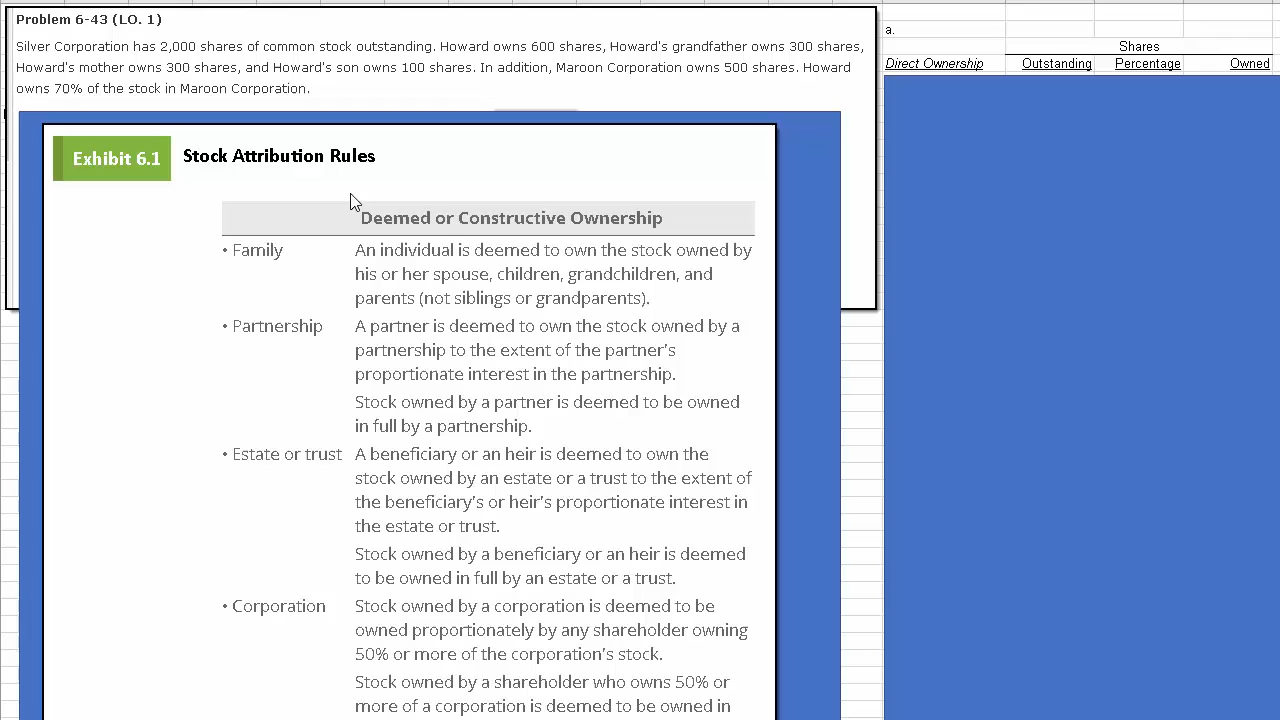 Problem 6-43 (LO. 1)
Silver Corporation has 2,000 shares of common stock outstanding. Howard owns 600 shares, Howard's grandfather owns 300 shares,
Howard's mother owns 300 shares, and Howard's son owns 100 shares. In addition, Maroon Corporation owns 500 shares. Howard
owns 70% of the stock in Maroon Corporation.
Exhibit 6.1 Stock Attribution Rules
Deemed or Constructive Ownership
• Family An individual is deemed to own the stock owned by
his or her spouse, children, grandchildren, and
parents (not siblings or grandparents).
• Partnership A partner is deemed to own the stock owned by a
partnership to the extent of the partner's
proportionate interest in the partnership.
Stock owned by a partner is deemed to be owned
in full by a partnership.
• Estate or trust A beneficiary or an heir is deemed to own the
stock owned by an estate or a trust to the extent of
the beneficiary's or heir's proportionate interest in
the estate or trust.
Stock owned by a beneficiary or an heir is deemed
to be owned in full by an estate or a trust.
• Corporation Stock owned by a corporation is deemed to be
owned proportionately by any shareholder owning
50% or more of the corporation's stock.
Stock owned by a shareholder who owns 50% or
more of a corporation is deemed to be owned in
a.
Shares
Direct Ownership Outstanding Percentage Owned